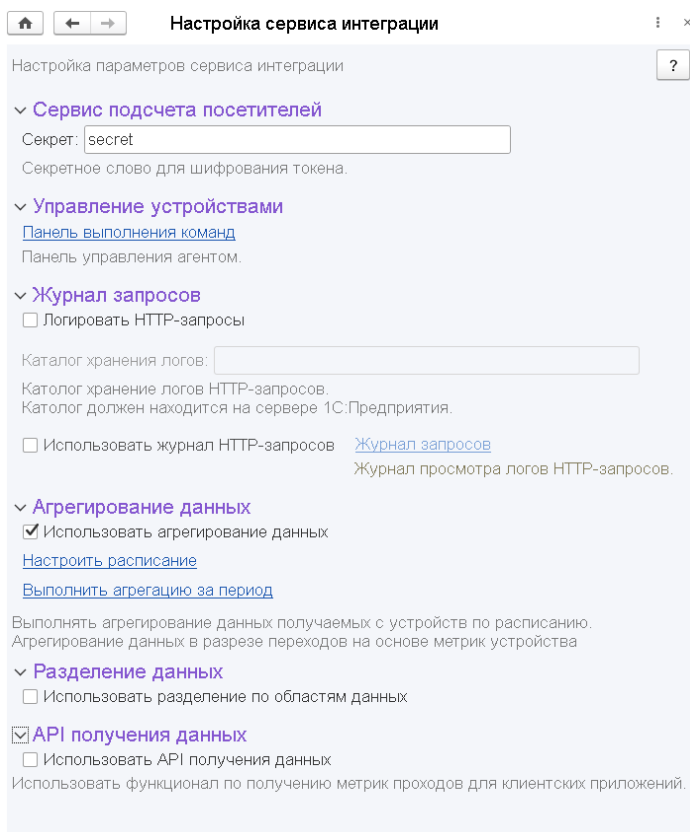 Настройка сервиса интеграции
Настройка параметров сервиса интеграции
?
Сервис подсчета посетителей
Секрет: secret
Секретное слово для шифрования токена.
Управление устройствами
Панель выполнения команд
Панель управления агентом.
Журнал запросов
Логировать HTTP-запросы
Каталог хранения логов:
Католог хранение логов HTTP-запросов.
Католог должен находится на сервере 1С:Предприятия.
Использовать журнал HTTP-запросов Журнал запросов
Журнал просмотра логов HTTP-запросов.
Агрегирование данных
Использовать агрегирование данных
Настроить расписание
Выполнить агрегацию за период
Выполнять агрегирование данных получаемых с устройств по расписанию.
Агрегирование данных в разрезе переходов на основе метрик устройства
Разделение данных
Использовать разделение по областям данных
API получения данных
Использовать API получения данных
Использовать функционал по получению метрик проходов для клиентских приложений.